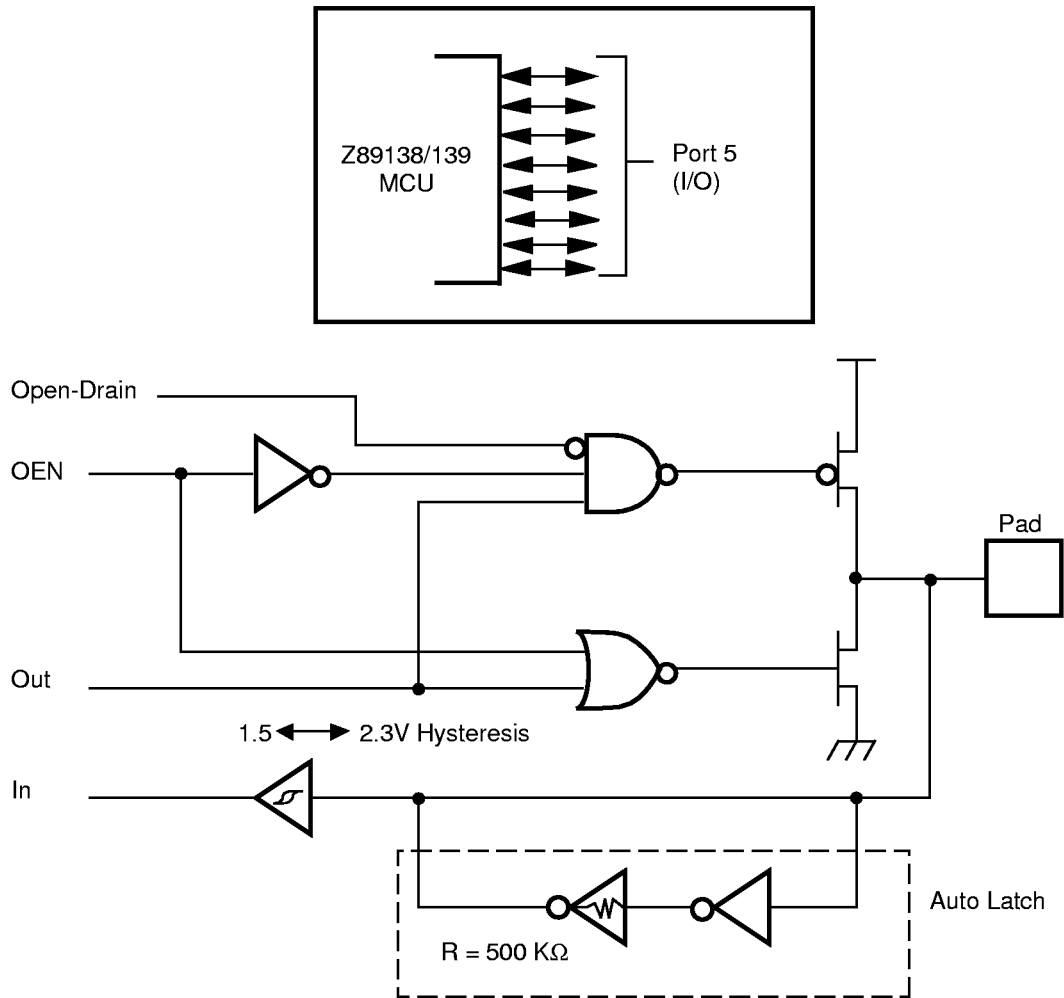 Z89138/139
MCU
Port 5
(I/O)
Open-Drain
OEN
Pad
Out
1.5 2.3V Hysteresis
In
Auto Latch
R = 500 KΩ